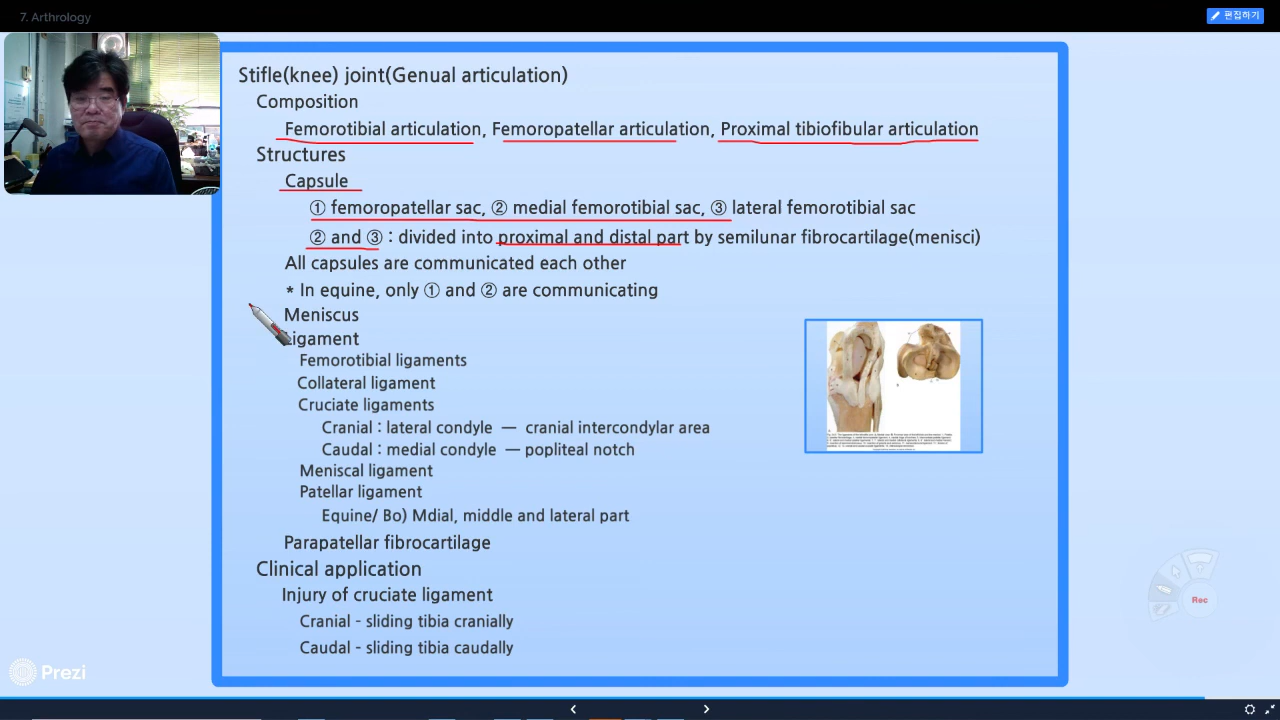 7. Arthrology
편집하기
Stifle(knee) joint(Genual articulation)
Composition
Femorotibial articulation, Femoropatellar articulation, Proximal tibiofibular articulation
Structures
Capsule
① femoropatellar sac, ② medial femorotibial sac, ③ lateral femorotibial sac
② and ③ : divided into proximal and distal part by semilunar fibrocartilage(menisci)
All capsules are communicated each other
* In equine, only ① and ② are communicating
Meniscus
igament
Femorotibial ligaments
Collateral ligament
Cruciate ligaments
Cranial : lateral condyle — cranial intercondylar area
Caudal : medial condyle — popliteal notch
Meniscal ligament
Patellar ligament
Equine/ Bo) Mdial, middle and lateral part
Parapatellar fibrocartilage
Clinical application
Injury of cruciate ligament
Cranial - sliding tibia cranially
Caudal - sliding tibia caudally
Rec
Prezi